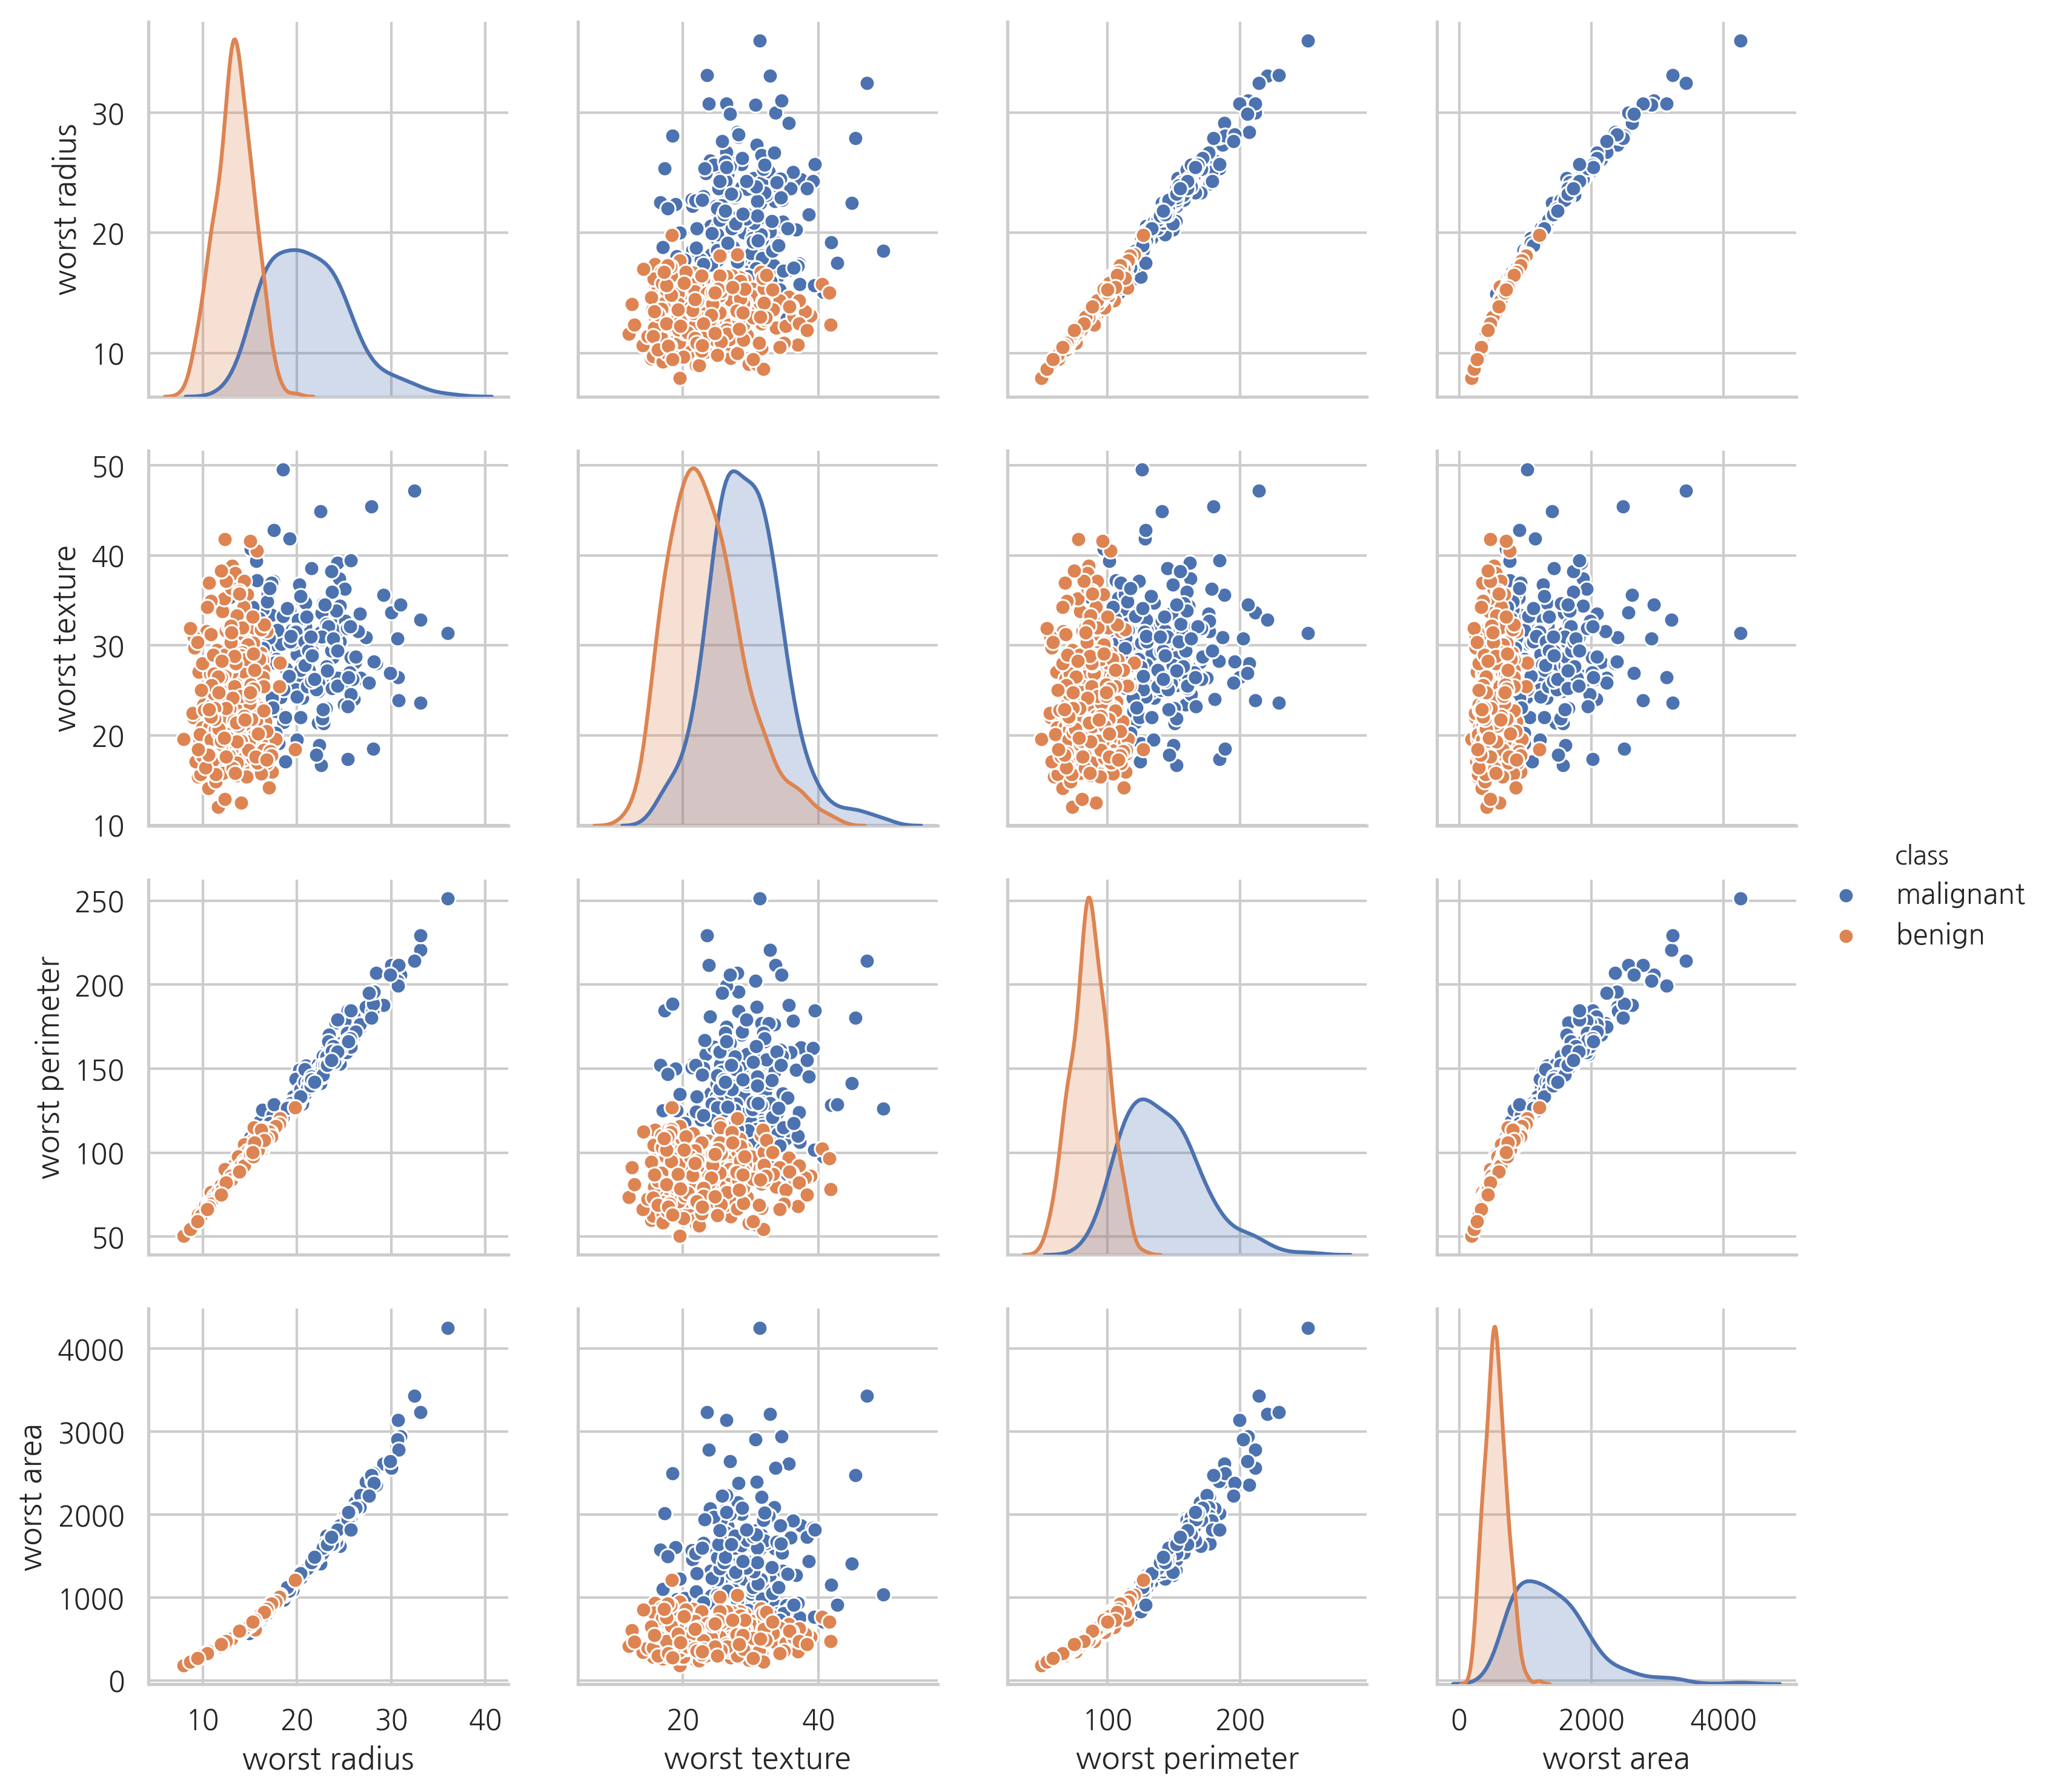 30
20
10
worst radius
50
40
30
20
10
worst texture
class
malignant
benign
250
200
150
100
50
worst perimeter
4000
3000
2000
1000
0
worst area
10 20 30 40
20 40
100 200
0 2000 4000
worst radius
worst texture
worst perimeter
worst area